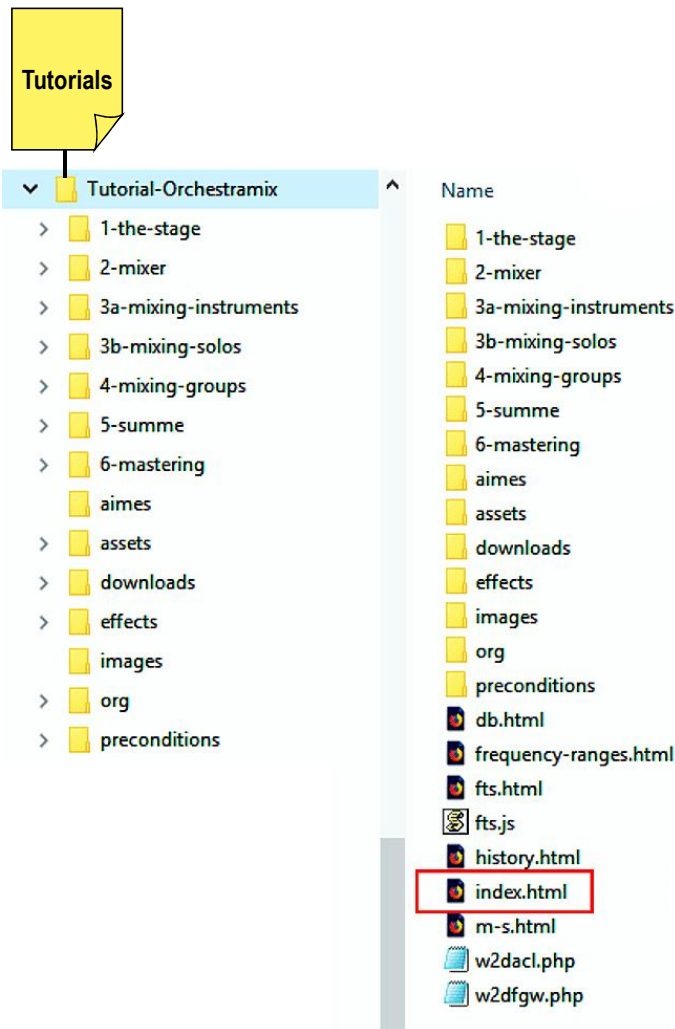 Tutorials
Tutorial-Orchestramix
1-the-stage
2-mixer
3a-mixing-instruments
3b-mixing-solos
4-mixing-groups
5-summe
6-mastering
aimes
assets
downloads
effects
images
org
preconditions
Name
1-the-stage
2-mixer
3a-mixing-instruments
3b-mixing-solos
4-mixing-groups
5-summe
6-mastering
aimes
assets
downloads
effects
images
org
preconditions
db.html
frequency-ranges.html
fts.html
fts.js
history.html
index.html
m-s.html
w2dacl.php
w2dfgw.php